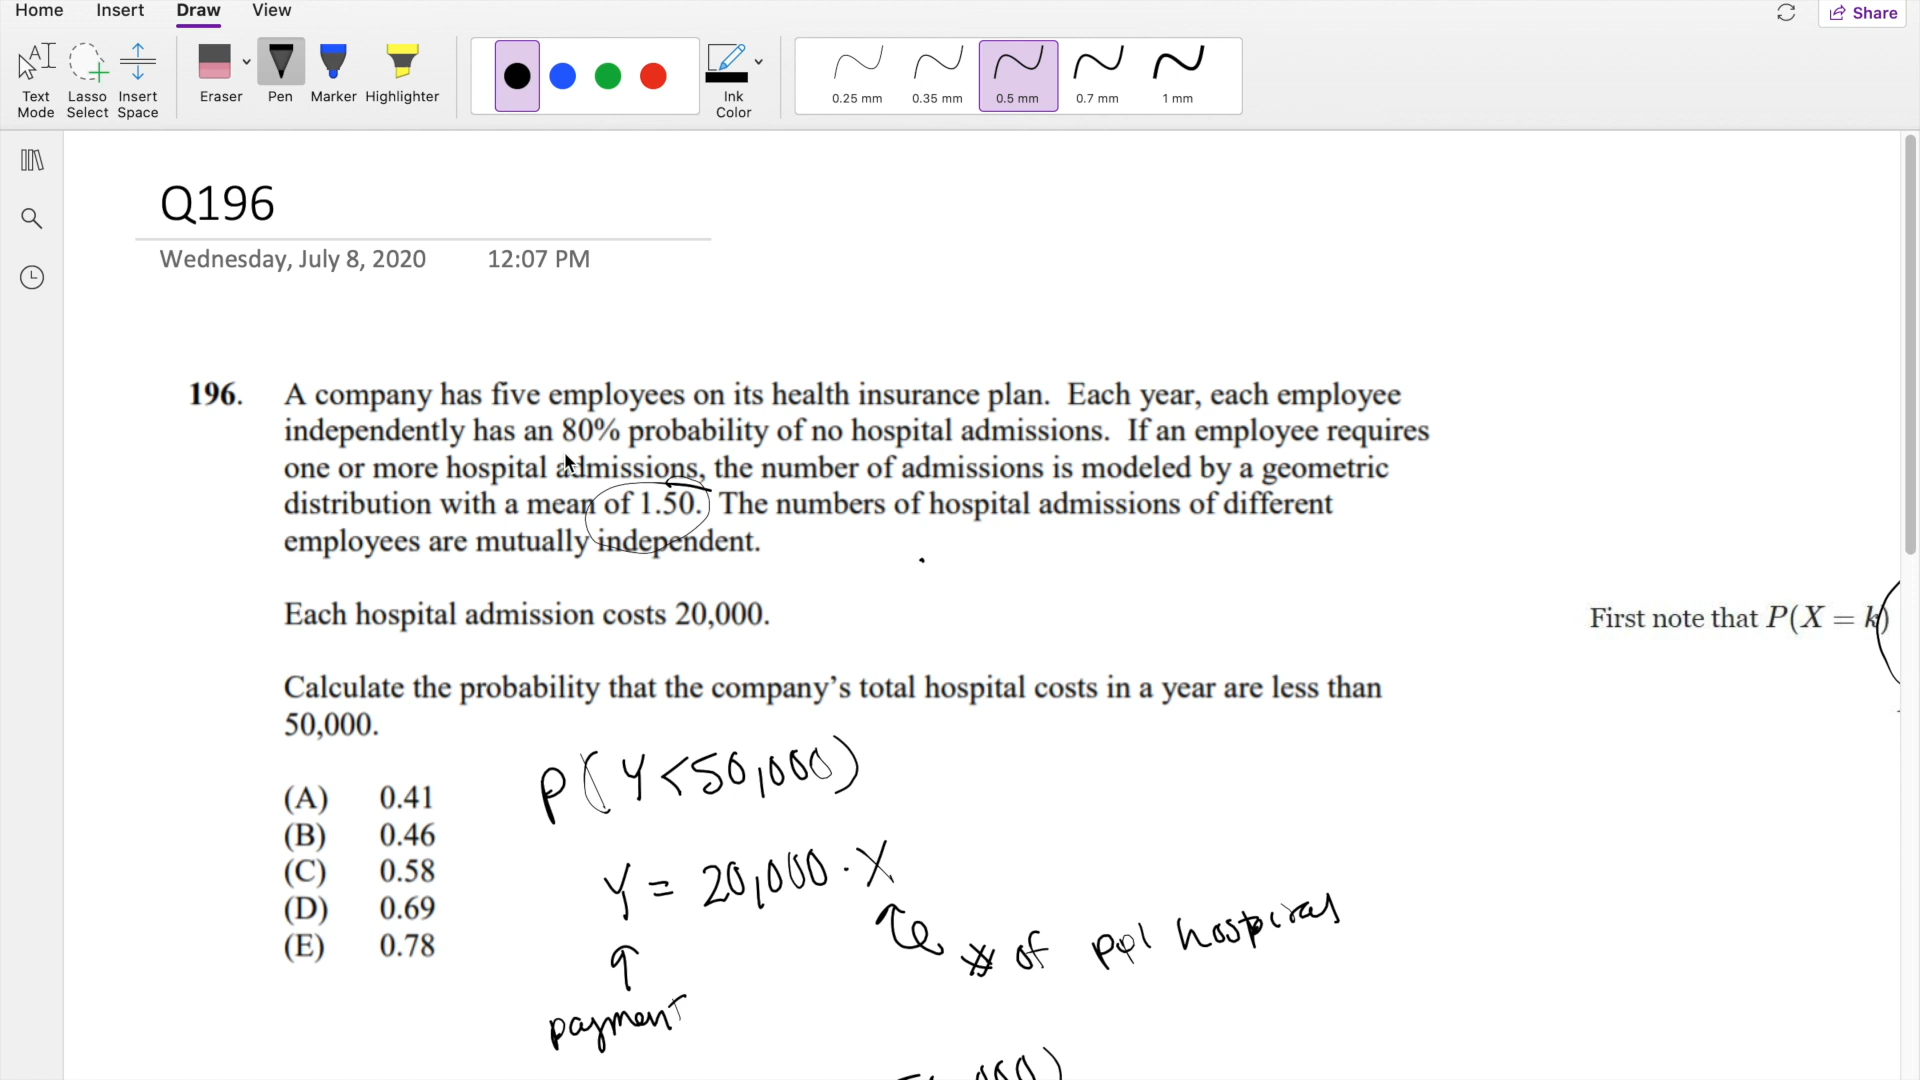 Home Insert Draw View
Share
Text Mode
Lasso Select
Insert Space
Eraser
Pen
Marker
Highlighter
Ink Color
0.25 mm
0.35 mm
0.5 mm
0.7 mm
1 mm
Q196
Wednesday, July 8, 2020 12:07 PM
196. A company has five employees on its health insurance plan. Each year, each employee
independently has an 80% probability of no hospital admissions. If an employee requires
one or more hospital admissions, the number of admissions is modeled by a geometric
distribution with a mean of 1.50. The numbers of hospital admissions of different
employees are mutually independent.
Each hospital admission costs 20,000.
First note that P(X = k)
Calculate the probability that the company's total hospital costs in a year are less than
50,000.
P(Y<50,000)
(A) 0.41
(B) 0.46
(C) 0.58
(D) 0.69
(E) 0.78
Y = 20,000 · X
# of ppl
payment